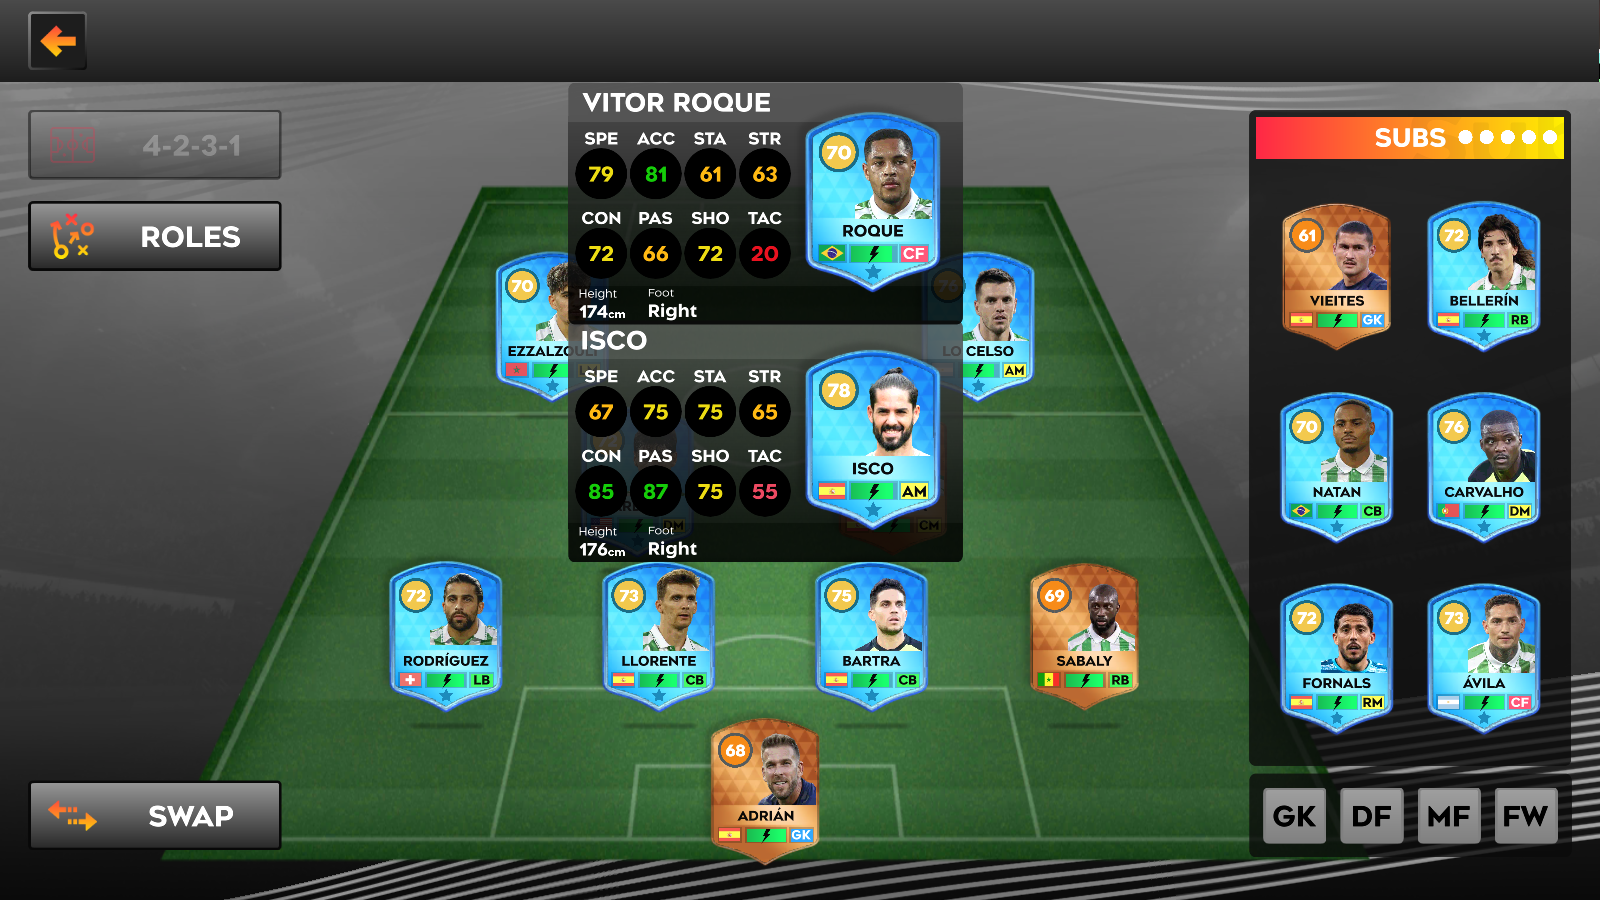 4-2-3-1
ROLES
SWAP
VITOR ROQUE
SPE ACC STA STR
79 81 61 63
CON PAS SHO TAC
72 66 72 20
Height Foot
174cm Right
70
ROQUE
CF
ISCO
SPE ACC STA STR
67 75 75 65
CON PAS SHO TAC
85 87 75 55
Height Foot
176cm Right
78
ISCO
AM
70
EZZALZOULI
LO CELSO
AM
DM
CM
72
RODRÍGUEZ
LB
73
LLORENTE
CB
75
BARTRA
CB
69
SABALY
RB
68
ADRIÁN
GK
SUBS
61
VIEITES
GK
72
BELLERÍN
RB
70
NATAN
CB
76
CARVALHO
DM
72
FORNALS
RM
73
ÁVILA
CF
GK DF MF FW